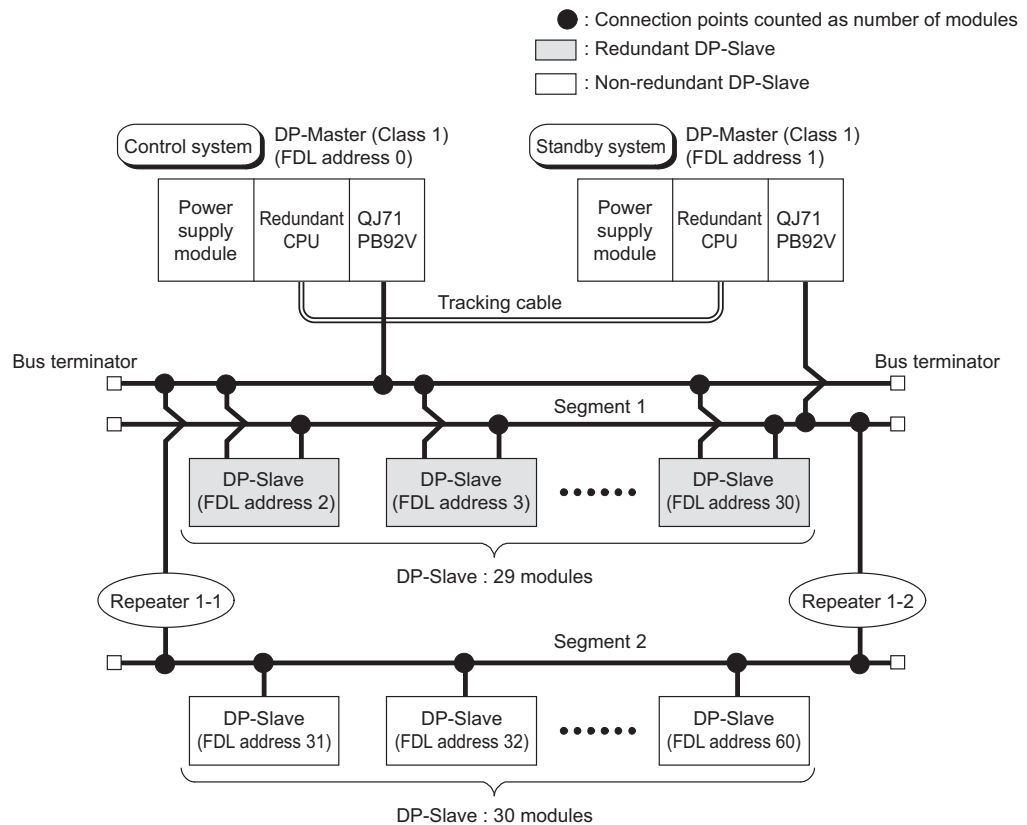 : Connection points counted as number of modules
: Redundant DP-Slave
: Non-redundant DP-Slave
Control system
DP-Master (Class 1)
(FDL address 0)
Standby system
DP-Master (Class 1)
(FDL address 1)
Power
supply
module
Redundant
CPU
QJ71
PB92V
Power
supply
module
Redundant
CPU
QJ71
PB92V
Tracking cable
Bus terminator
Bus terminator
Segment 1
DP-Slave
(FDL address 2)
DP-Slave
(FDL address 3)
DP-Slave
(FDL address 30)
DP-Slave : 29 modules
Repeater 1-1
Repeater 1-2
Segment 2
DP-Slave
(FDL address 31)
DP-Slave
(FDL address 32)
DP-Slave
(FDL address 60)
DP-Slave : 30 modules